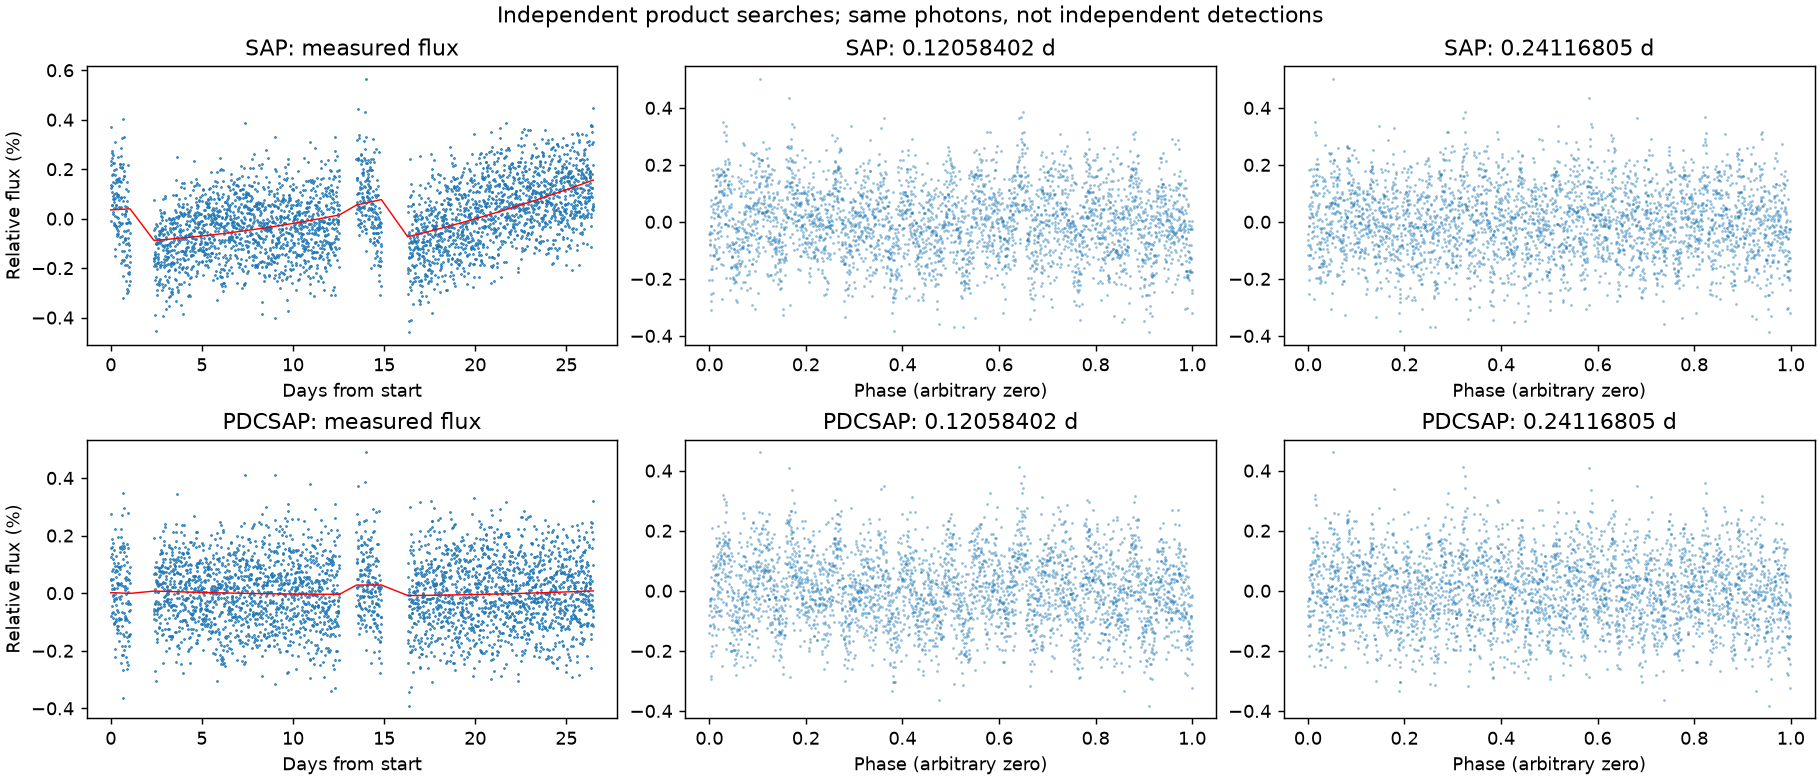 Independent product searches; same photons, not independent detections
SAP: measured flux
Relative flux (%)
0.6
0.4
0.2
0.0
−0.2
−0.4
0 5 10 15 20 25
Days from start
SAP: 0.12058402 d
0.4
0.2
0.0
−0.2
−0.4
0.0 0.2 0.4 0.6 0.8 1.0
Phase (arbitrary zero)
SAP: 0.24116805 d
0.4
0.2
0.0
−0.2
−0.4
0.0 0.2 0.4 0.6 0.8 1.0
Phase (arbitrary zero)
PDCSAP: measured flux
Relative flux (%)
0.4
0.2
0.0
−0.2
−0.4
0 5 10 15 20 25
Days from start
PDCSAP: 0.12058402 d
0.4
0.2
0.0
−0.2
−0.4
0.0 0.2 0.4 0.6 0.8 1.0
Phase (arbitrary zero)
PDCSAP: 0.24116805 d
0.4
0.2
0.0
−0.2
−0.4
0.0 0.2 0.4 0.6 0.8 1.0
Phase (arbitrary zero)